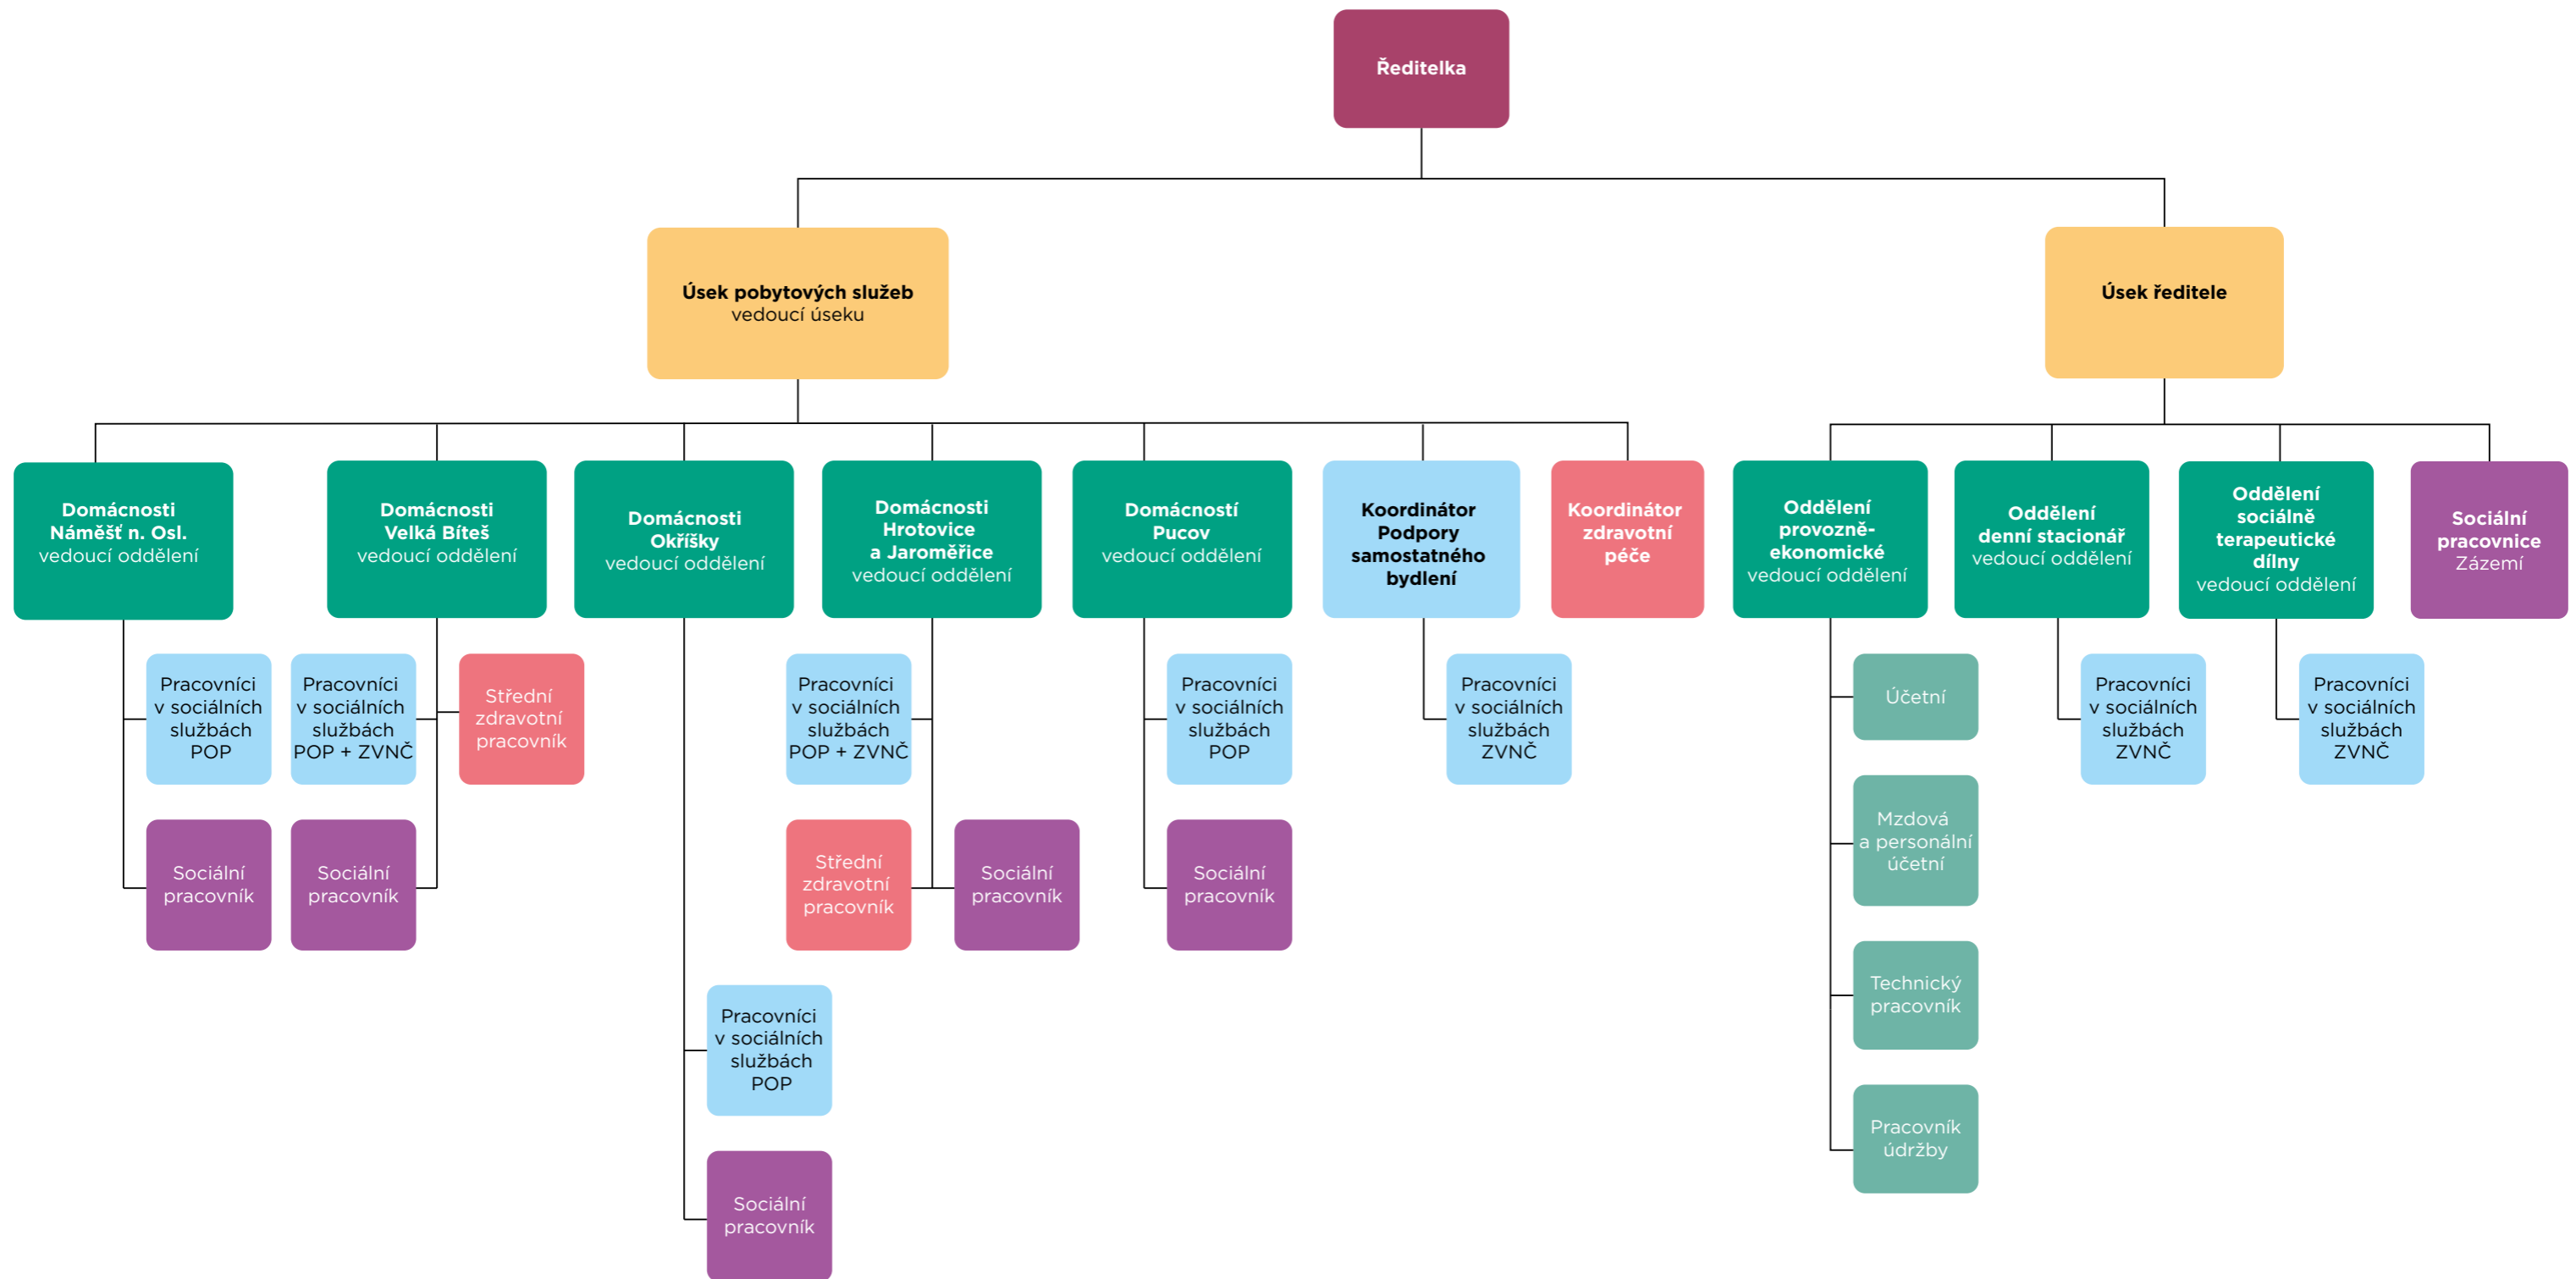 Ředitelka
Úsek pobytových služeb
vedoucí úseku
Úsek ředitele
Domácnosti
Náměšť n. Osl.
vedoucí oddělení
Domácnosti
Velká Bíteš
vedoucí oddělení
Domácnosti
Okříšky
vedoucí oddělení
Domácnosti
Hrotovice
a Jaroměřice
vedoucí oddělení
Domácností
Pucov
vedoucí oddělení
Koordinátor
Podpory
samostatného
bydlení
Koordinátor
zdravotní
péče
Oddělení
provozně-
ekonomické
vedoucí oddělení
Oddělení
denní stacionář
vedoucí oddělení
Oddělení
sociálně
terapeutické
dílny
vedoucí oddělení
Sociální
pracovnice
Zázemí
Pracovníci
v sociálních
službách
POP
Pracovníci
v sociálních
službách
POP + ZVNČ
Střední
zdravotní
pracovník
Pracovníci
v sociálních
službách
POP + ZVNČ
Pracovníci
v sociálních
službách
POP
Pracovníci
v sociálních
službách
ZVNČ
Účetní
Pracovníci
v sociálních
službách
ZVNČ
Pracovníci
v sociálních
službách
ZVNČ
Sociální
pracovník
Sociální
pracovník
Střední
zdravotní
pracovník
Sociální
pracovník
Sociální
pracovník
Mzdová
a personální
účetní
Technický
pracovník
Pracovníci
v sociálních
službách
POP
Pracovník
údržby
Sociální
pracovník